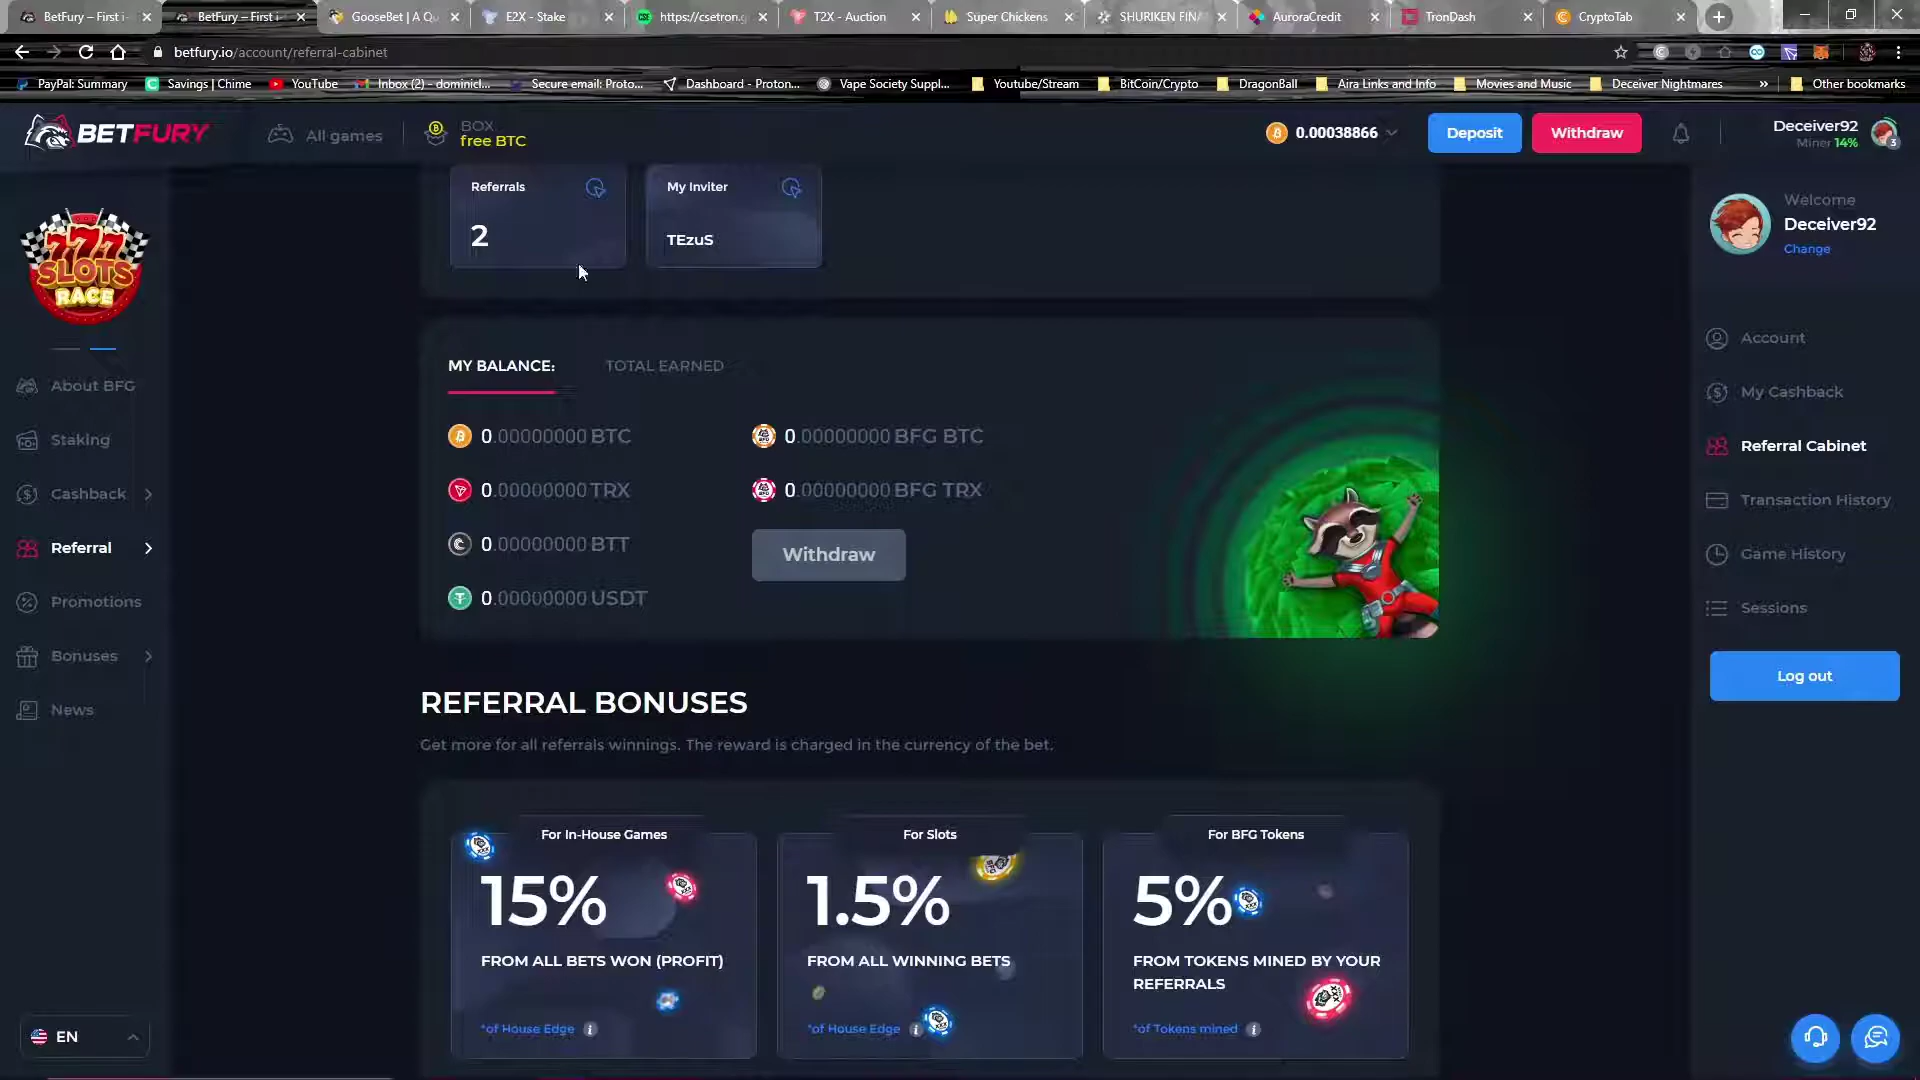 BetFury – First i
BetFury – First i
GooseBet | A Qu
E2X - Stake
https://csetron.g
T2X - Auction
Super Chickens
SHURIKEN FINA
AuroraCredit
TronDash
CryptoTab
betfury.io/account/referral-cabinet
PayPal: Summary
Savings | Chime
YouTube
Inbox (2) - dominicl...
Secure email: Proto...
Dashboard - Proton...
Vape Society Suppl...
Youtube/Stream
BitCoin/Crypto
DragonBall
Aira Links and Info
Movies and Music
Deceiver Nightmares
»
Other bookmarks
BETFURY
All games
BOX
free BTC
0.00038866
Deposit
Withdraw
Deceiver92
Miner 14%
3
Referrals
2
My Inviter
TEzuS
777
SLOTS
RACE
About BFG
Staking
Cashback
Referral
Promotions
Bonuses
News
EN
MY BALANCE:
TOTAL EARNED
0.00000000 BTC
0.00000000 TRX
0.00000000 BTT
0.00000000 USDT
0.00000000 BFG BTC
0.00000000 BFG TRX
Withdraw
REFERRAL BONUSES
Get more for all referrals winnings. The reward is charged in the currency of the bet.
For In-House Games
15%
FROM ALL BETS WON (PROFIT)
*of House Edge
For Slots
1.5%
FROM ALL WINNING BETS
*of House Edge
For BFG Tokens
5%
FROM TOKENS MINED BY YOUR
REFERRALS
*of Tokens mined
Welcome
Deceiver92
Change
Account
My Cashback
Referral Cabinet
Transaction History
Game History
Sessions
Log out